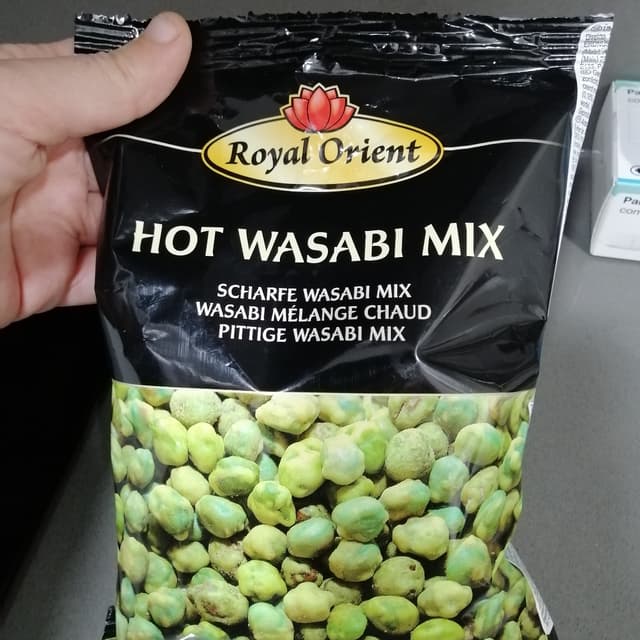 Royal Orient
HOT WASABI MIX
SCHARFE WASABI MIX
WASABI MÉLANGE CHAUD
PITTIGE WASABI MIX